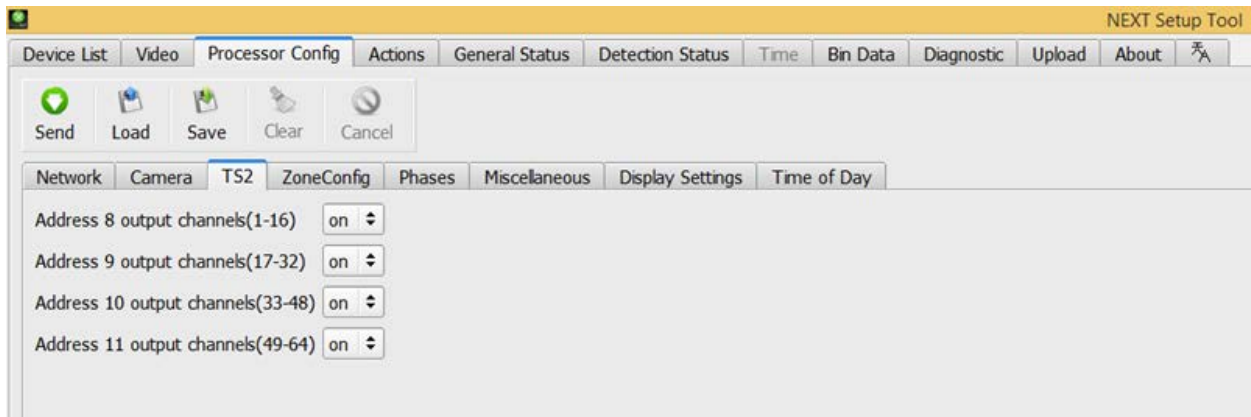 NEXT Setup Tool
Device List Video Processor Config Actions General Status Detection Status Time Bin Data Diagnostic Upload About 文A
Send Load Save Clear Cancel
Network Camera TS2 ZoneConfig Phases Miscellaneous Display Settings Time of Day
Address 8 output channels(1-16) on
Address 9 output channels(17-32) on
Address 10 output channels(33-48) on
Address 11 output channels(49-64) on